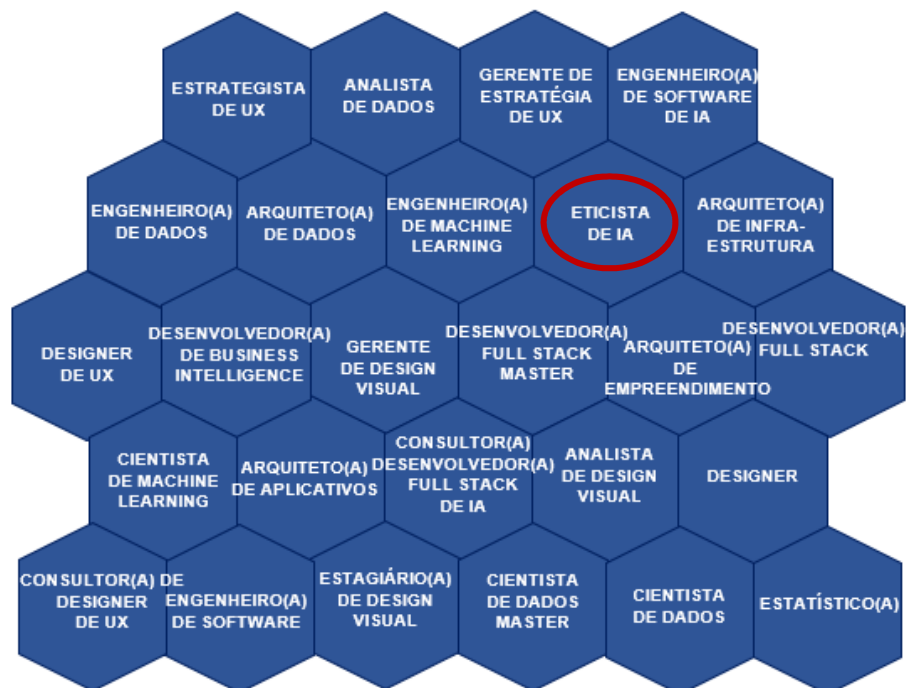 ESTRATEGISTA
DE UX
ANALISTA
DE DADOS
GERENTE DE
ESTRATÉGIA
DE UX
ENGENHEIRO(A)
DE SOFTWARE
DE IA
ENGENHEIRO(A)
DE DADOS
ARQUITETO(A)
DE DADOS
ENGENHEIRO(A)
DE MACHINE
LEARNING
ETICISTA
DE IA
ARQUITETO(A)
DE INFRA-
ESTRUTURA
DESIGNER
DE UX
DESENVOLVEDOR(A)
DE BUSINESS
INTELLIGENCE
GERENTE
DE DESIGN
VISUAL
DESENVOLVEDOR(A)
FULL STACK
MASTER
ARQUITETO(A)
DE
EMPREENDIMENTO
DESENVOLVEDOR(A)
FULL STACK
CIENTISTA
DE MACHINE
LEARNING
ARQUITETO(A)
DE APLICATIVOS
CONSULTOR(A)
DESENVOLVEDOR(A)
FULL STACK
DE IA
ANALISTA
DE DESIGN
VISUAL
DESIGNER
CONSULTOR(A) DE
DESIGNER
DE UX
ENGENHEIRO(A)
DE SOFTWARE
ESTAGIÁRIO(A)
DE DESIGN
VISUAL
CIENTISTA
DE DADOS
MASTER
CIENTISTA
DE DADOS
ESTATÍSTICO(A)